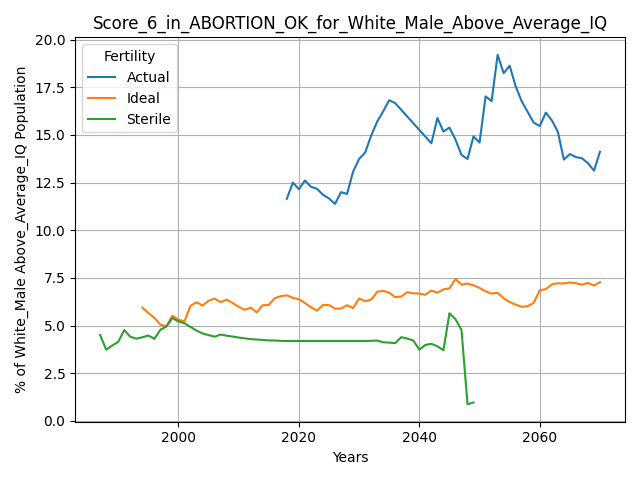 Score_6_in_ABORTION_OK_for_White_Male_Above_Average_IQ
% of White_Male Above_Average_IQ Population
20.0
17.5
15.0
12.5
10.0
7.5
5.0
2.5
0.0
Fertility
Actual
Ideal
Sterile
2000
2020
2040
2060
Years